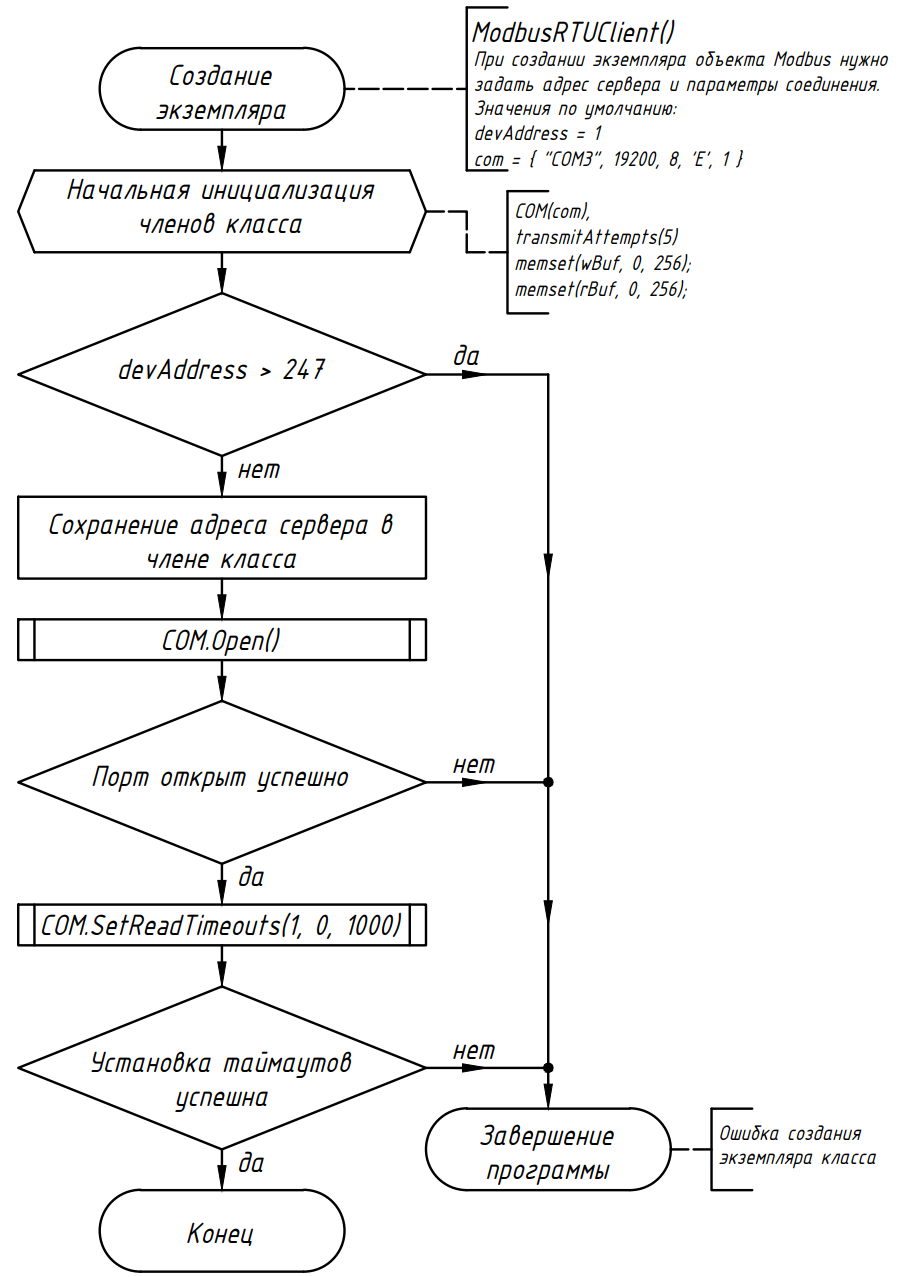 Создание
экземпляра
ModbusRTUClient()
При создании экземпляра объекта Modbus нужно
задать адрес сервера и параметры соединения.
Значения по умолчанию:
devAddress = 1
com = { "COM3", 19200, 8, 'E', 1 }
Начальная инициализация
членов класса
COM(com),
transmitAttempts(5)
memset(wBuf, 0, 256);
memset(rBuf, 0, 256);
devAddress > 247
да
нет
Сохранение адреса сервера в
члене класса
COM.Open()
Порт открыт успешно
нет
да
COM.SetReadTimeouts(1, 0, 1000)
Установка таймаутов
успешна
нет
да
Завершение
программы
Ошибка создания
экземпляра класса
Конец